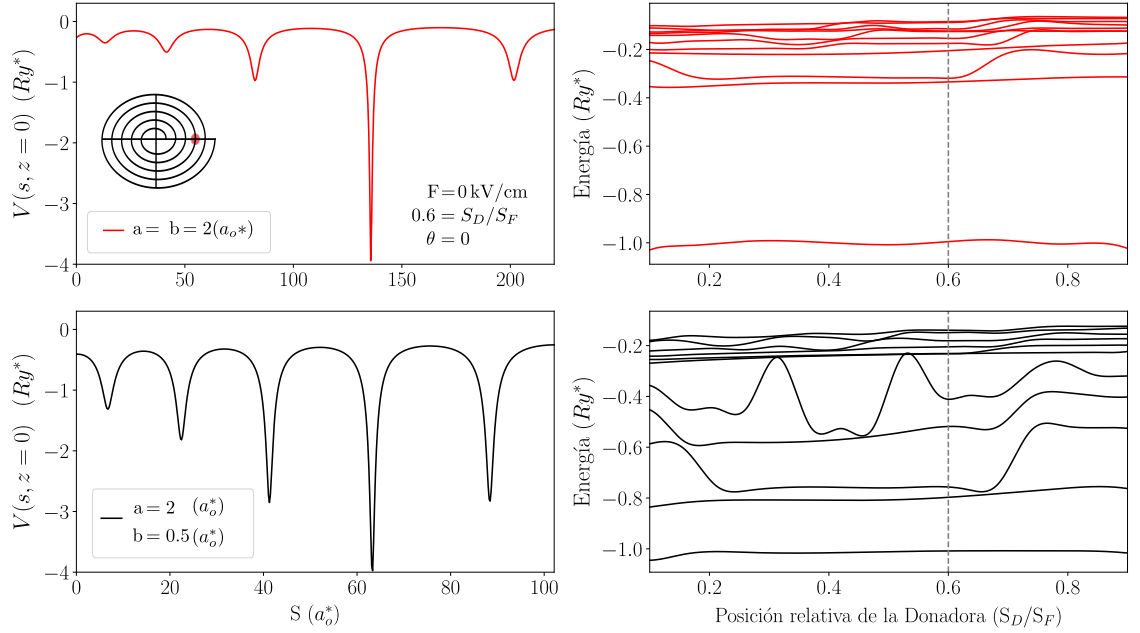 V(s, z = 0) (Ry*)
0
−1
−2
−3
−4
0 50 100 150 200
F = 0 kV/cm
0.6 = S_D/S_F
θ = 0
a = b = 2(a_o*)
Energía (Ry*)
−0.2
−0.4
−0.6
−0.8
−1.0
0.2 0.4 0.6 0.8
V(s, z = 0) (Ry*)
0
−1
−2
−3
−4
a = 2 (a_o^*)
b = 0.5 (a_o^*)
0 20 40 60 80 100
S (a_o^*)
Energía (Ry*)
−0.2
−0.4
−0.6
−0.8
−1.0
0.2 0.4 0.6 0.8
Posición relativa de la Donadora (S_D/S_F)